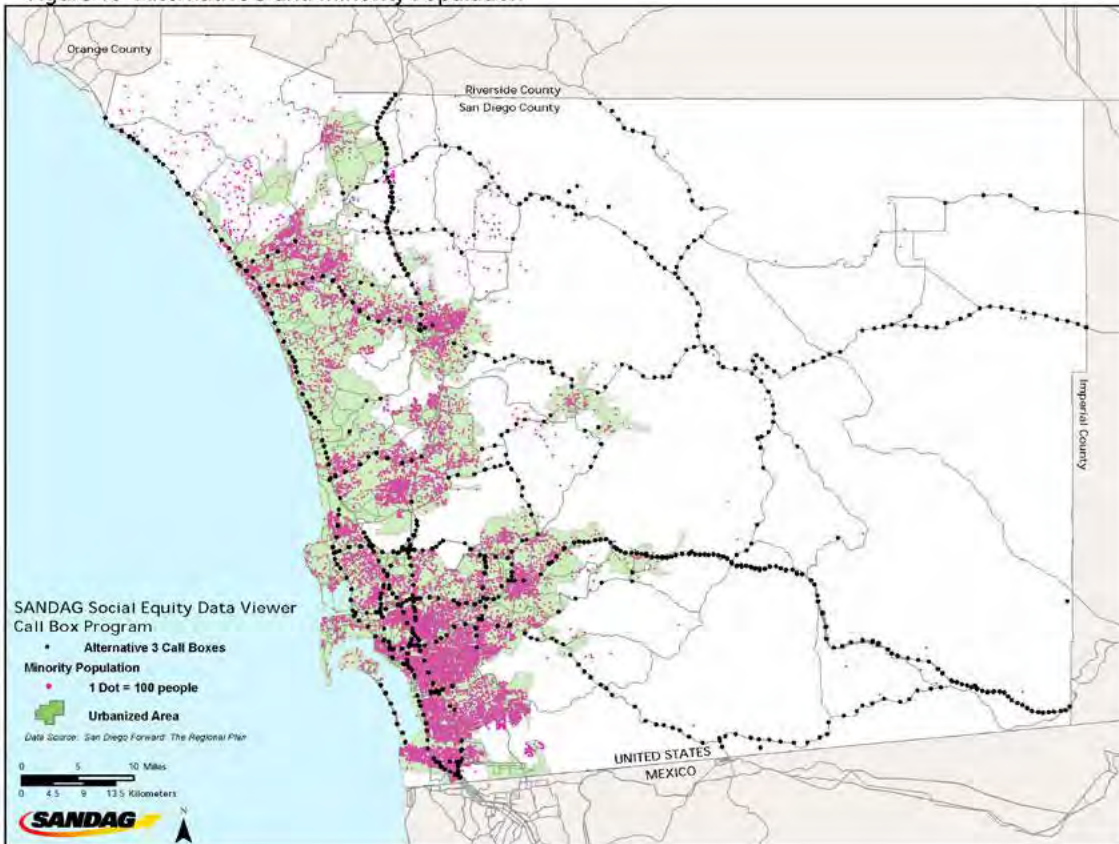 Orange County
Riverside County
San Diego County
Imperial County
UNITED STATES
MEXICO
SANDAG Social Equity Data Viewer
Call Box Program
Alternative 3 Call Boxes
Minority Population
1 Dot = 100 people
Urbanized Area
Data Source: San Diego Forward: The Regional Plan
0 5 10 Miles
0 4.5 9 13.5 Kilometers
SANDAG
N